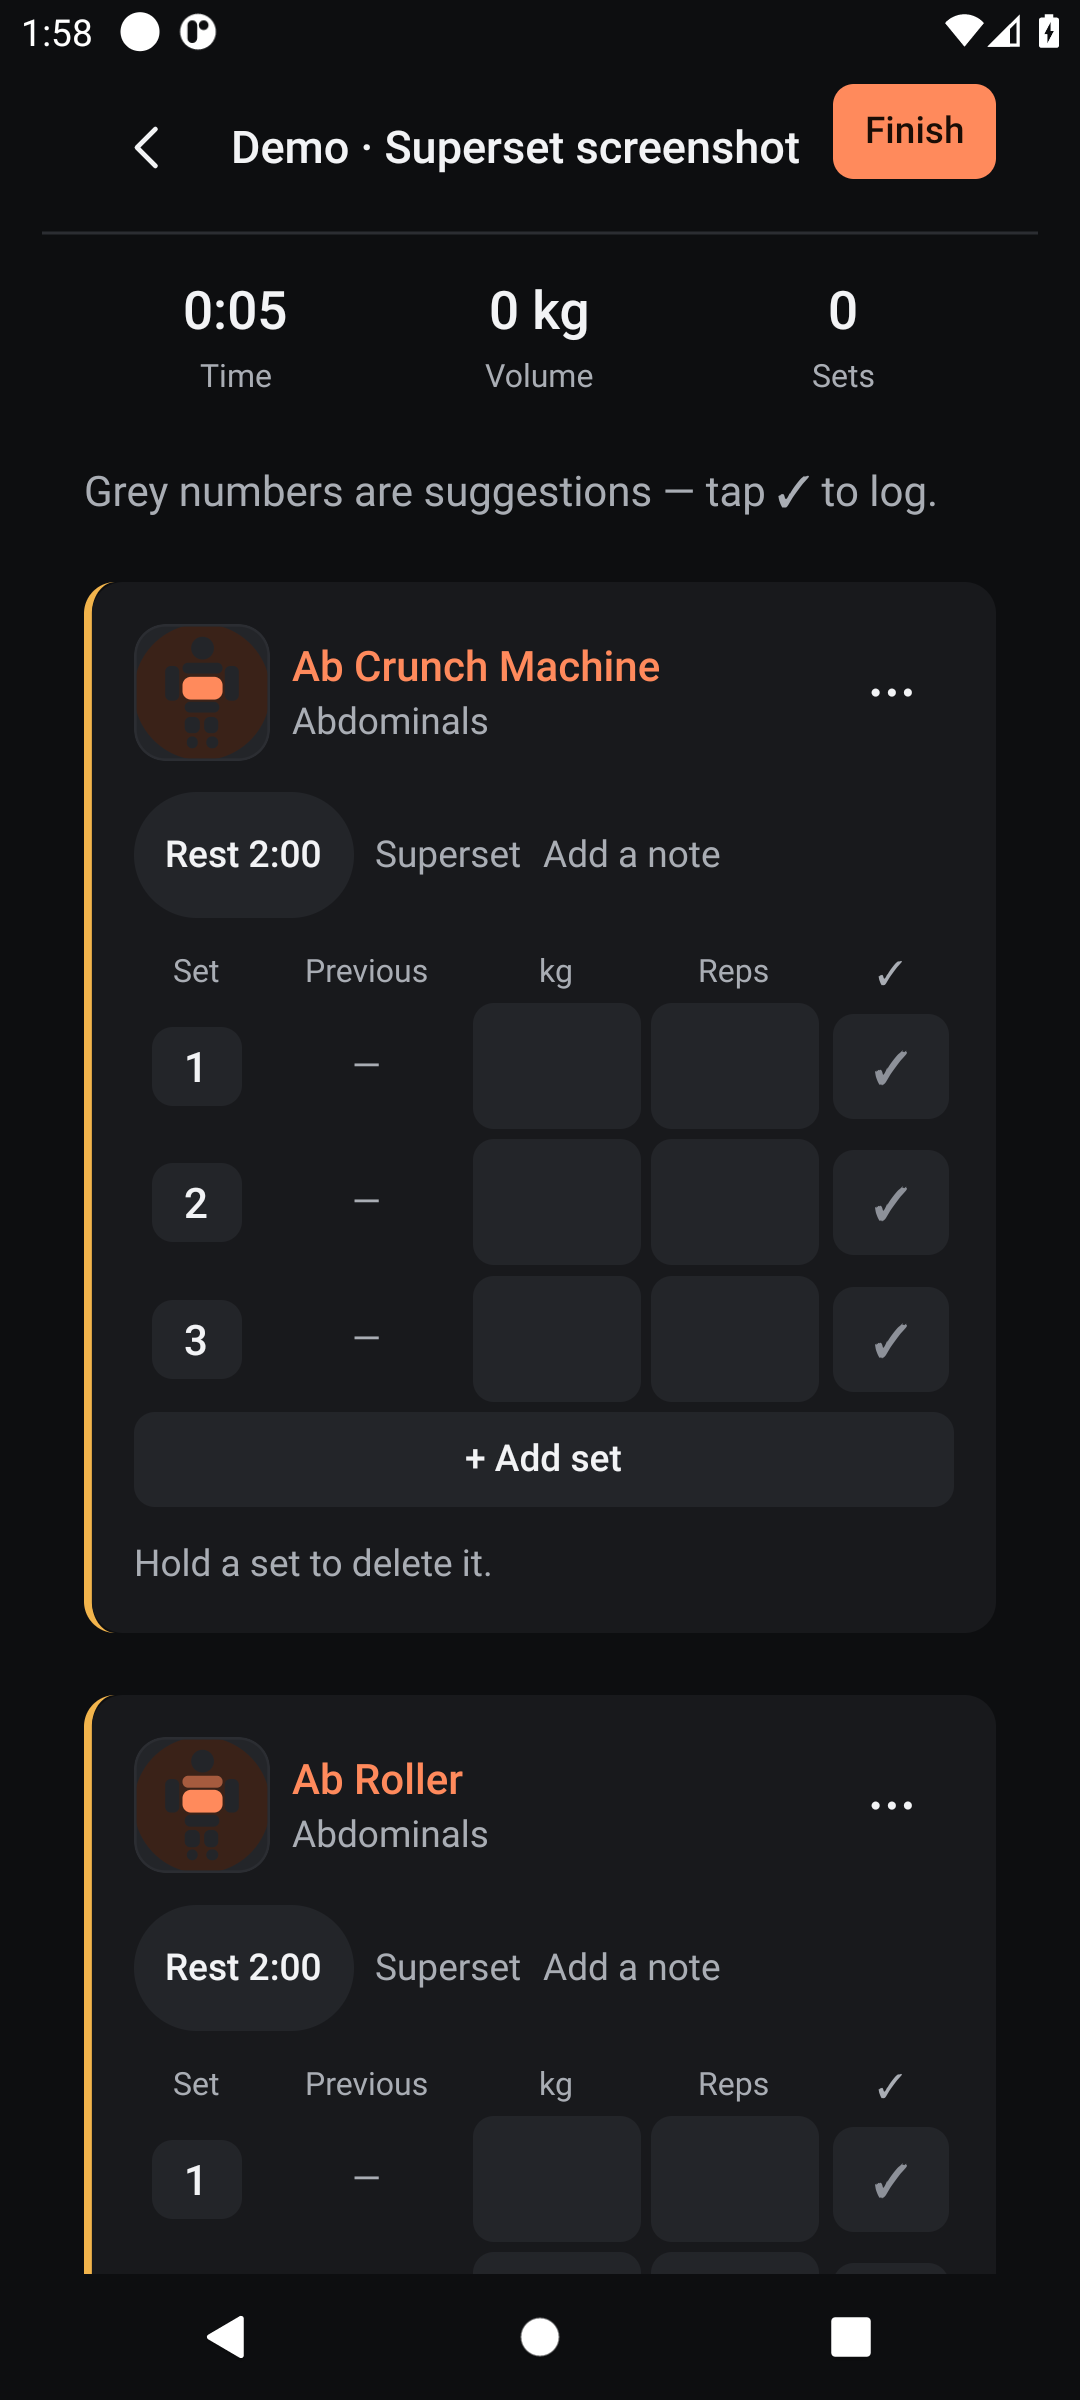 1:58
Demo · Superset screenshot
Finish
0:05 0 kg 0
Time Volume Sets
Grey numbers are suggestions — tap ✓ to log.
Ab Crunch Machine
Abdominals
Rest 2:00 Superset Add a note
Set Previous kg Reps ✓
1 — ✓
2 — ✓
3 — ✓
+ Add set
Hold a set to delete it.
Ab Roller
Abdominals
Rest 2:00 Superset Add a note
Set Previous kg Reps ✓
1 — ✓